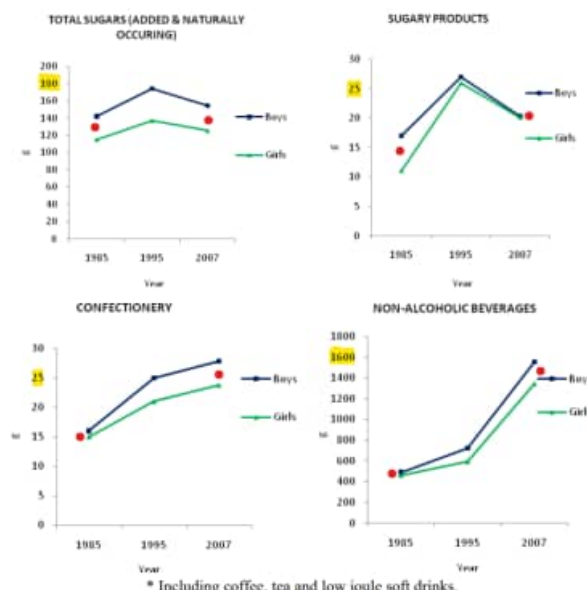 TOTAL SUGARS (ADDED & NATURALLY
OCCURING)
200
180
160
140
120
100
80
60
40
20
0
g
1985
1995
2007
Year
Boys
Girls
SUGARY PRODUCTS
30
25
20
15
10
5
0
g
1985
1995
2007
Year
Boys
Girls
CONFECTIONERY
30
25
20
15
10
5
0
g
1985
1995
2007
Year
Boys
Girls
NON-ALCOHOLIC BEVERAGES
1800
1600
1400
1200
1000
800
600
400
200
0
g
1985
1995
2007
Year
Boy
Girls
* Including coffee, tea and low joule soft drinks.